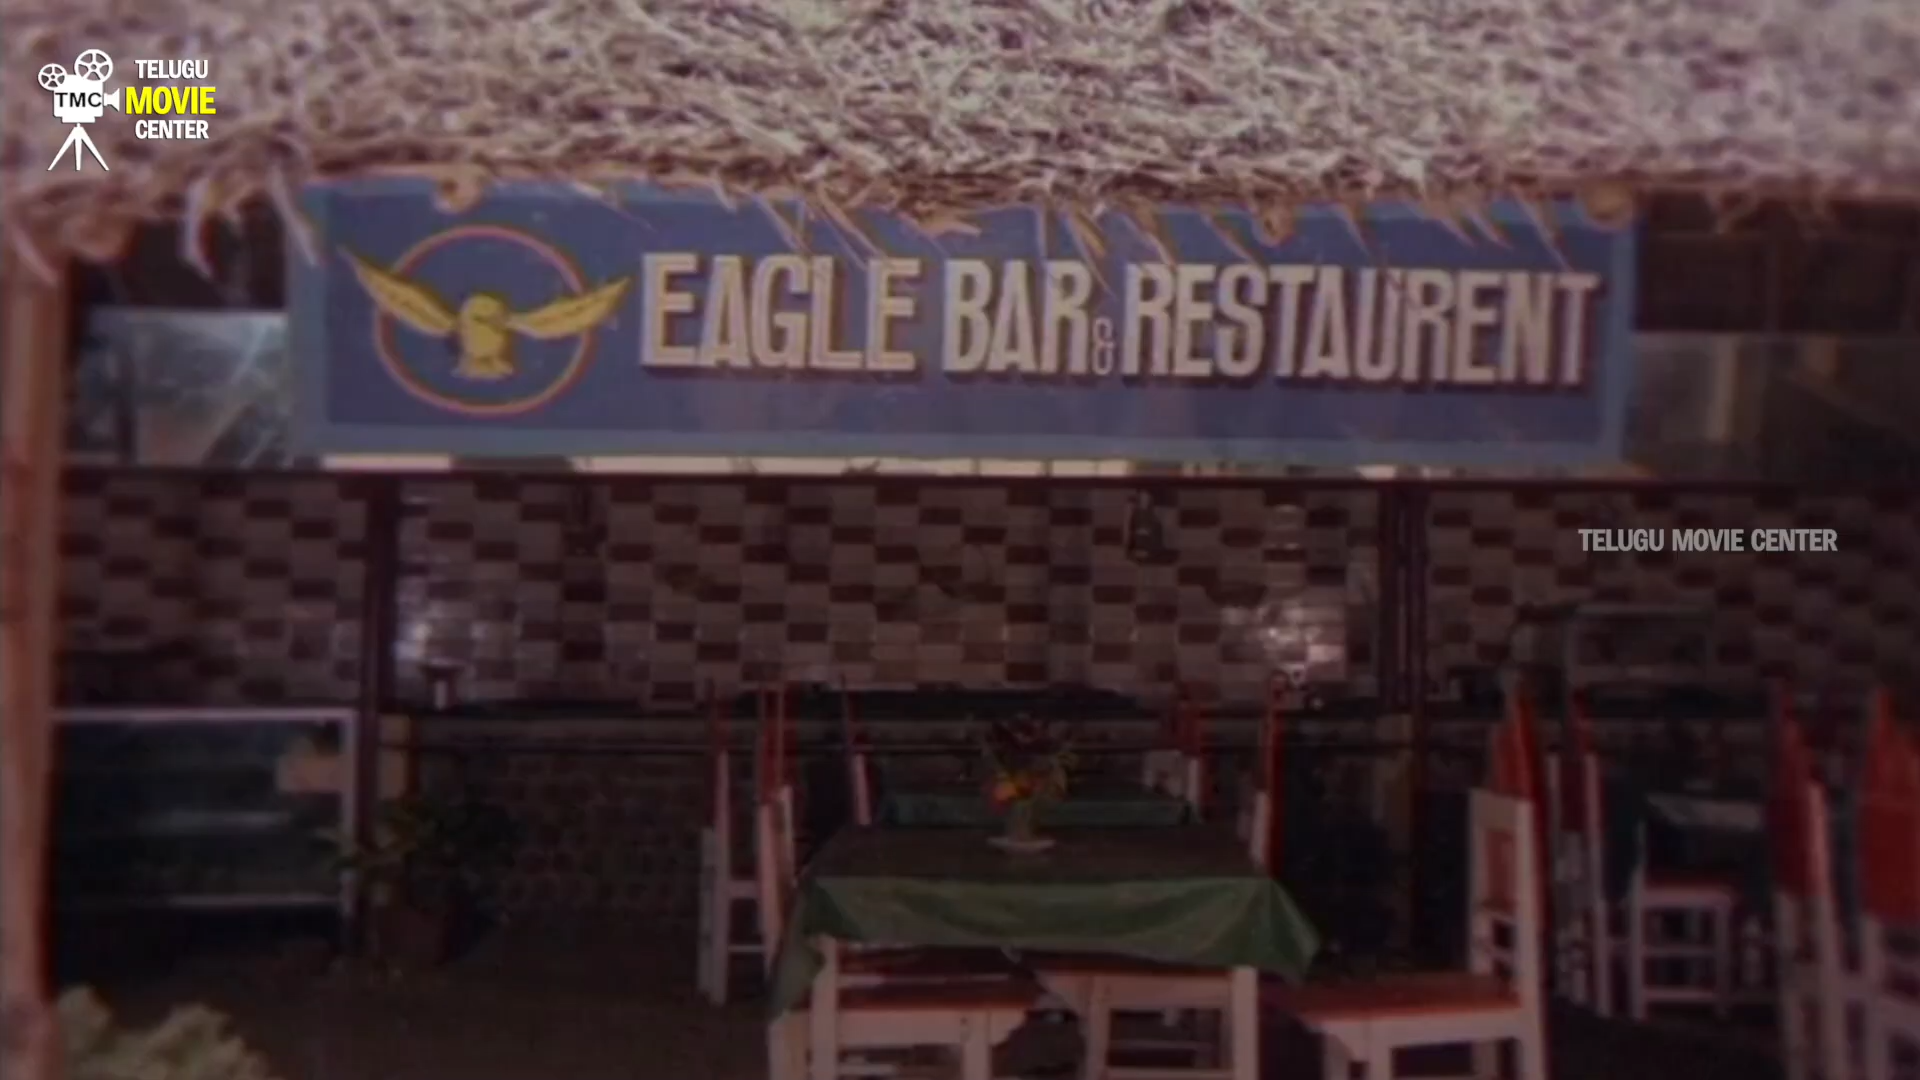 TELUGU
TMC MOVIE
CENTER
EAGLE BAR & RESTAURENT
TELUGU MOVIE CENTER